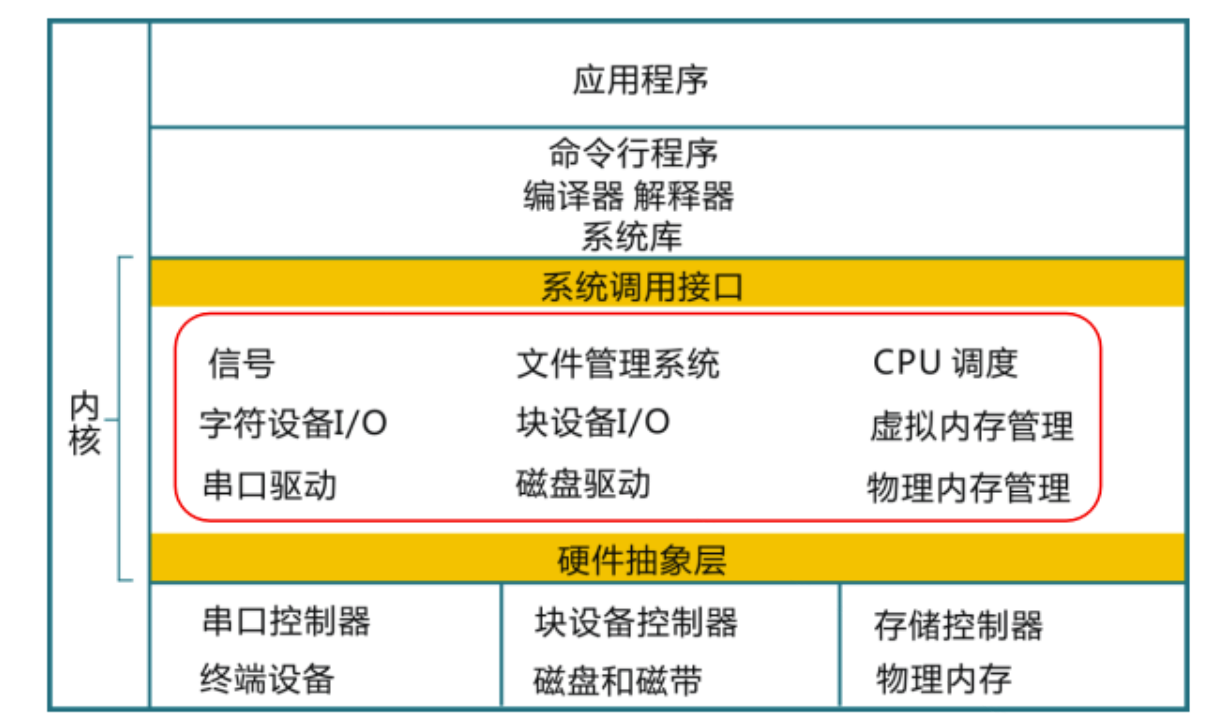 应用程序
命令行程序
编译器 解释器
系统库
系统调用接口
内核
信号 文件管理系统 CPU 调度
字符设备I/O 块设备I/O 虚拟内存管理
串口驱动 磁盘驱动 物理内存管理
硬件抽象层
串口控制器 块设备控制器 存储控制器
终端设备 磁盘和磁带 物理内存